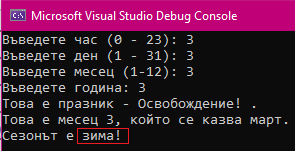 Microsoft Visual Studio Debug Console
Въведете час (0 - 23): 3
Въведете ден (1 - 31): 3
Въведете месец (1-12): 3
Въведете година: 3
Това е празник - Освобождение! .
Това е месец 3, който се казва март.
Сезонът е зима!